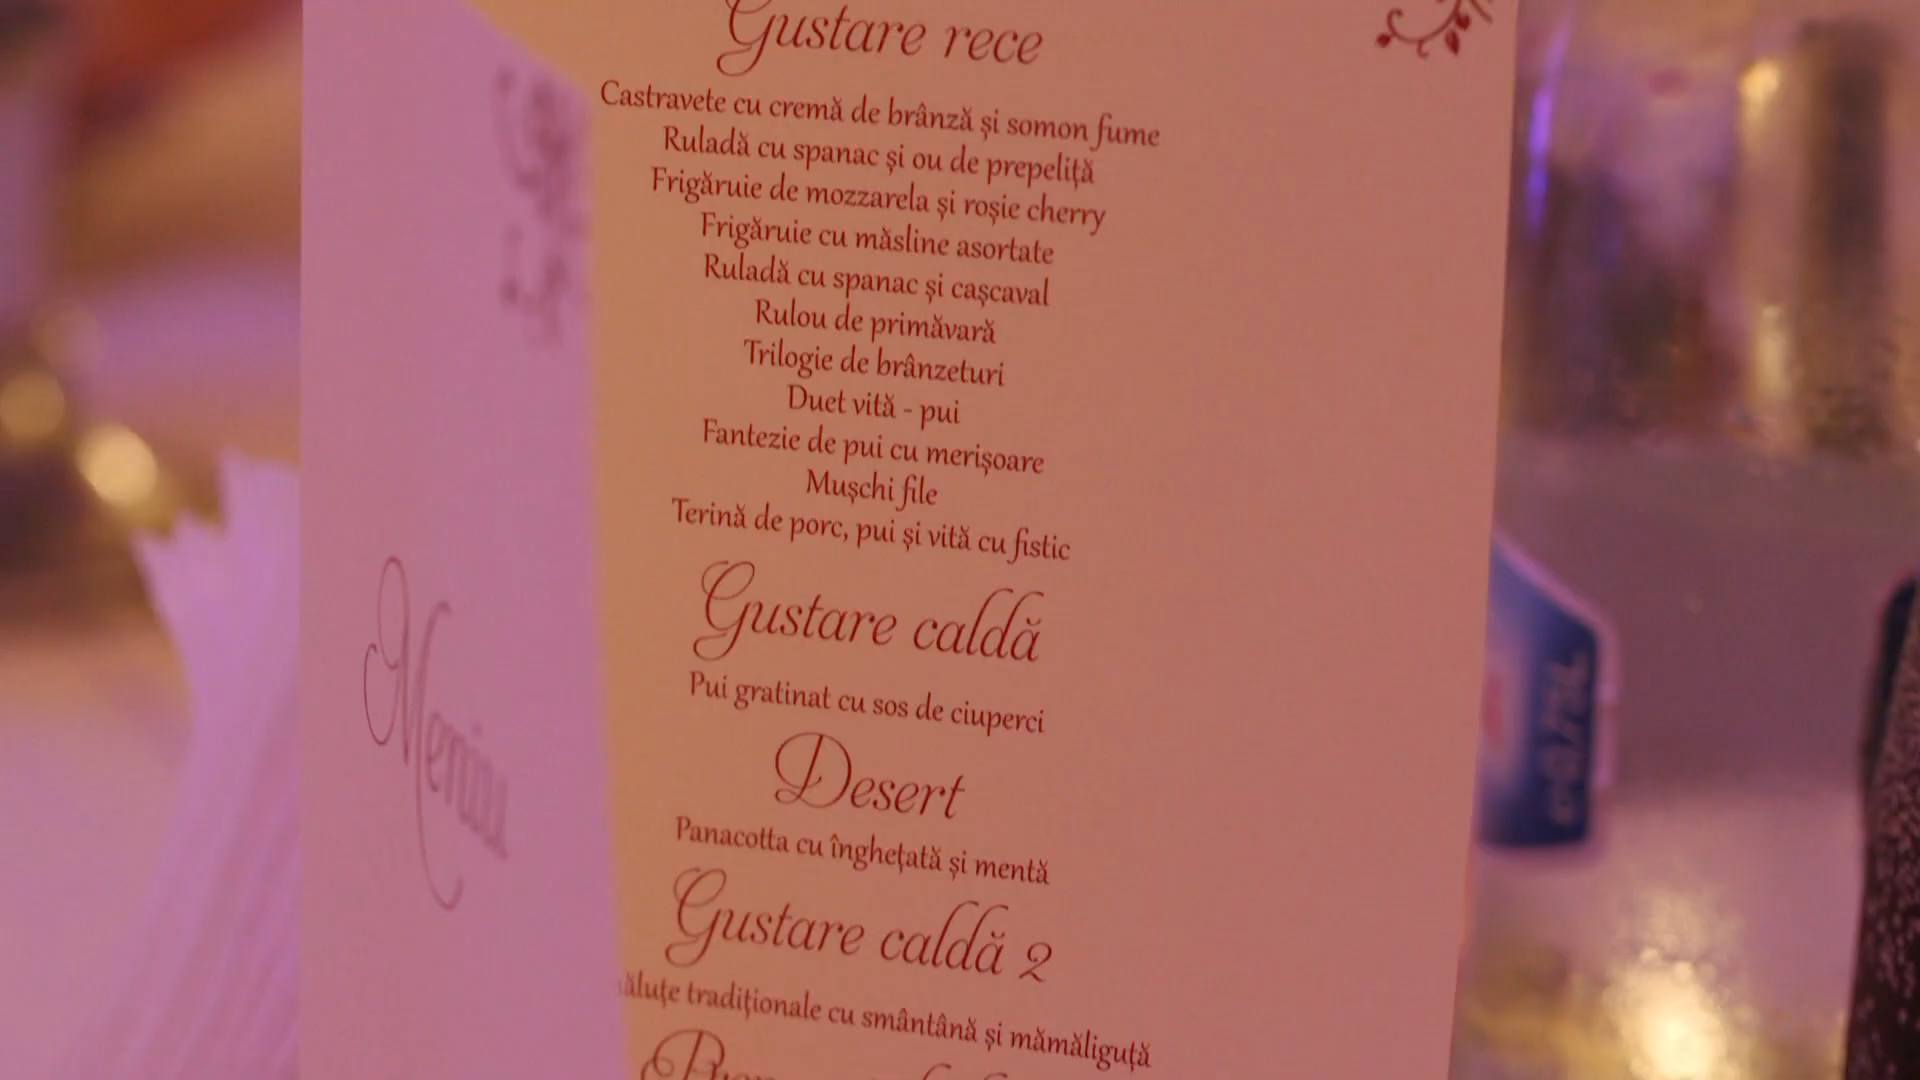 Gustare rece
Castravete cu cremă de brânză și somon fume
Ruladă cu spanac și ou de prepeliță
Frigăruie de mozzarela și roșie cherry
Frigăruie cu măsline asortate
Ruladă cu spanac și cașcaval
Rulou de primăvară
Trilogie de brânzeturi
Duet vită - pui
Fantezie de pui cu merișoare
Mușchi file
Terină de porc, pui și vită cu fistic
Gustare caldă
Pui gratinat cu sos de ciuperci
Desert
Panacotta cu înghețată și mentă
Gustare caldă 2
tradiționale cu smântână și mămăliguță
Meniu